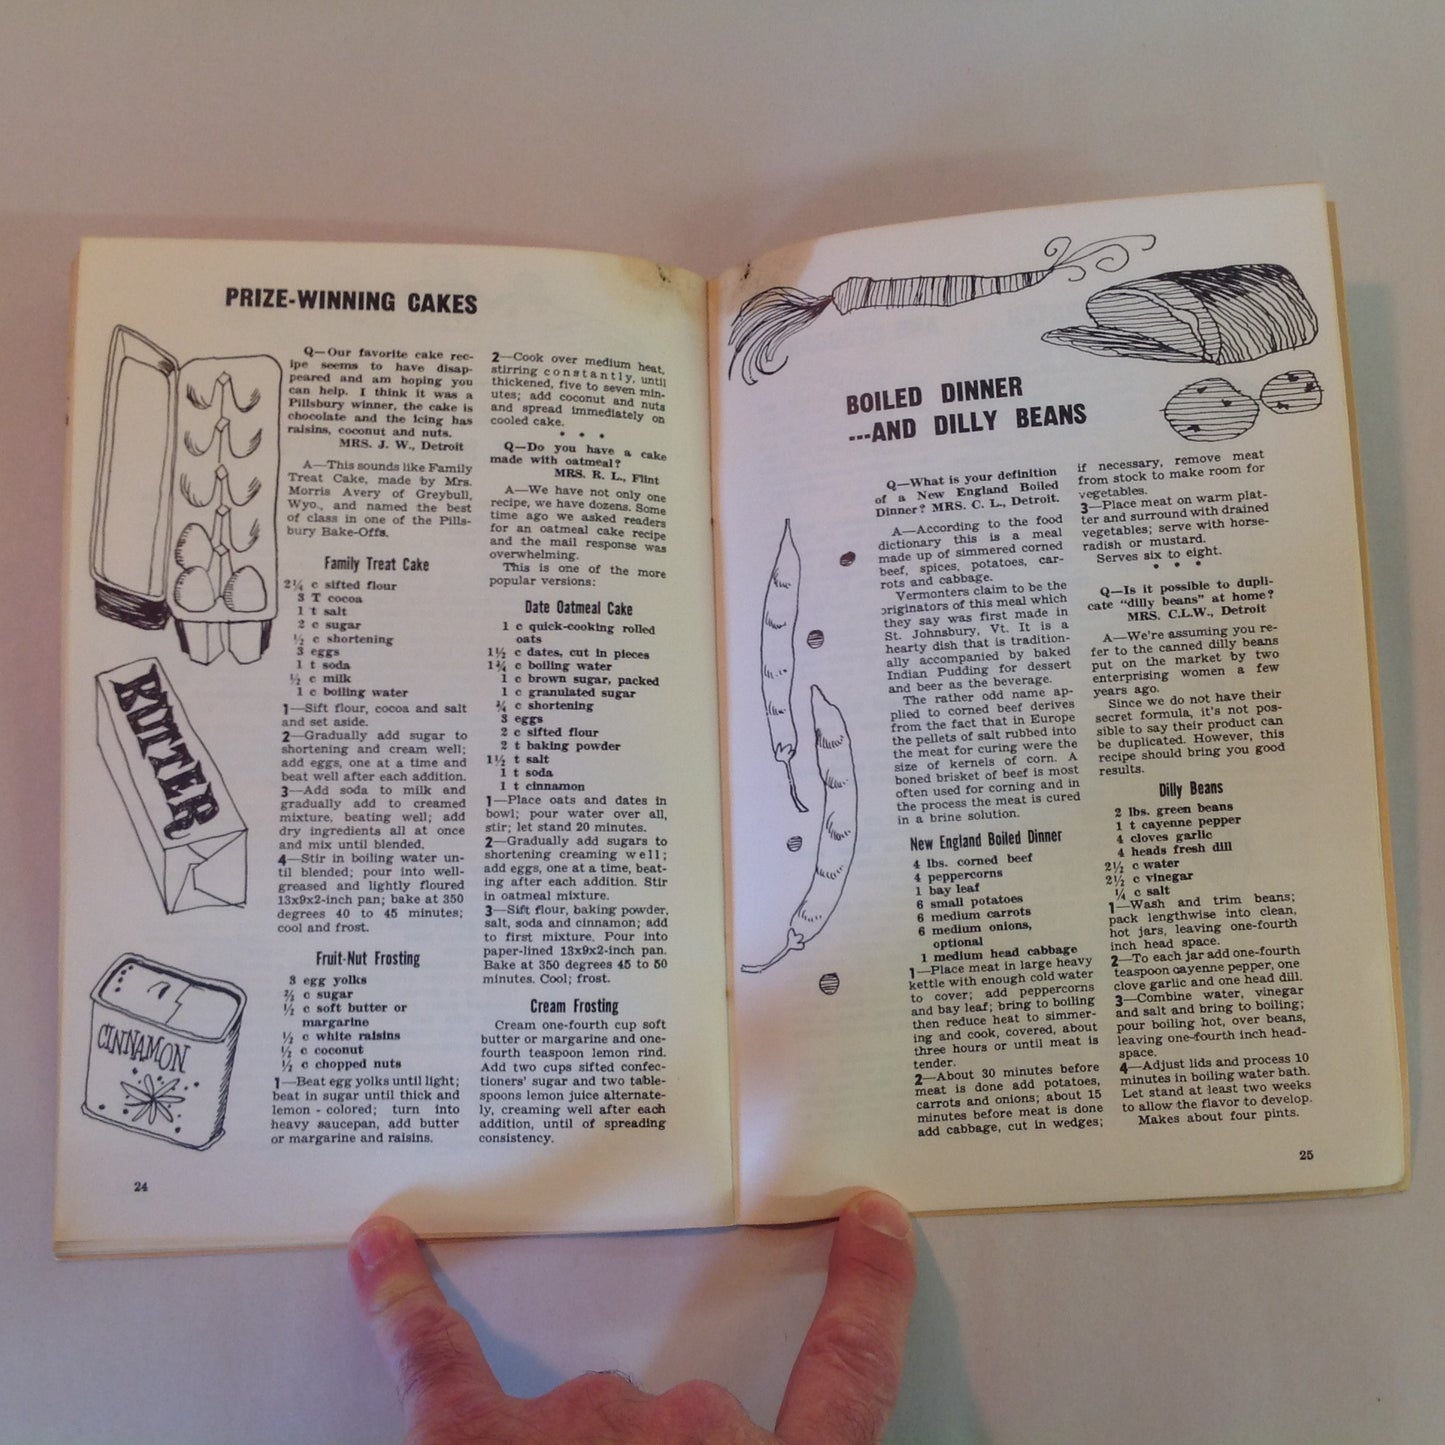 PRIZE-WINNING CAKES
Q—Our favorite cake rec-
ipe seems to have disap-
peared and am hoping you
can help. I think it was a
Pillsbury winner, the cake is
chocolate and the icing has
raisins, coconut and nuts.
MRS. J. W., Detroit
A—This sounds like Family
Treat Cake, made by Mrs.
Morris Avery of Greybull,
Wyo., and named the best
of class in one of the Pills-
bury Bake-Offs.
Family Treat Cake
2¼ c sifted flour
3 T cocoa
1 t salt
2 c sugar
½ c shortening
3 eggs
1 t soda
½ c milk
1 c boiling water
1—Sift flour, cocoa and salt
and set aside.
2—Gradually add sugar to
shortening and cream well;
add eggs, one at a time and
beat well after each addition.
3—Add soda to milk and
gradually add to creamed
mixture, beating well; add
dry ingredients all at once
and mix until blended.
4—Stir in boiling water un-
til blended; pour into well-
greased and lightly floured
13x9x2-inch pan; bake at 350
degrees 40 to 45 minutes;
cool and frost.
Fruit-Nut Frosting
3 egg yolks
⅔ c sugar
½ c soft butter or
margarine
½ c white raisins
½ c coconut
½ c chopped nuts
1—Beat egg yolks until light;
beat in sugar until thick and
lemon-colored; turn into
heavy saucepan, add butter
or margarine and raisins.
2—Cook over medium heat,
stirring constantly, until
thickened, five to seven min-
utes; add coconut and nuts
and spread immediately on
cooled cake.
• • •
Q—Do you have a cake
made with oatmeal?
MRS. R. L., Flint
A—We have not only one
recipe, we have dozens. Some
time ago we asked readers
for an oatmeal cake recipe
and the mail response was
overwhelming.
This is one of the more
popular versions:
Date Oatmeal Cake
1 c quick-cooking rolled
oats
1½ c dates, cut in pieces
1¾ c boiling water
1 c brown sugar, packed
1 c granulated sugar
¾ c shortening
3 eggs
2 c sifted flour
2 t baking powder
1½ t salt
1 t soda
1 t cinnamon
1—Place oats and dates in
bowl; pour water over all,
stir; let stand 20 minutes.
2—Gradually add sugars to
shortening creaming well;
add eggs, one at a time, beat-
ing after each addition. Stir
in oatmeal mixture.
3—Sift flour, baking powder,
salt, soda and cinnamon; add
to first mixture. Pour into
paper-lined 13x9x2-inch pan.
Bake at 350 degrees 45 to 50
minutes. Cool; frost.
Cream Frosting
Cream one-fourth cup soft
butter or margarine and one-
fourth teaspoon lemon rind.
Add two cups sifted confec-
tioners' sugar and two table-
spoons lemon juice alternate-
ly, creaming well after each
addition, until of spreading
consistency.
BUTTER
CINNAMON
24
BOILED DINNER
...AND DILLY BEANS
Q—What is your definition
of a New England Boiled
Dinner? MRS. C. L., Detroit.
A—According to the food
dictionary this is a meal
made up of simmered corned
beef, spices, potatoes, car-
rots and cabbage.
Vermonters claim to be the
originators of this meal which
they say was first made in
St. Johnsbury, Vt. It is a
hearty dish that is tradition-
ally accompanied by baked
Indian Pudding for dessert
and beer as the beverage.
The rather odd name ap-
plied to corned beef derives
from the fact that in Europe
the pellets of salt rubbed into
the meat for curing were the
size of kernels of corn. A
boned brisket of beef is most
often used for corning and in
the process the meat is cured
in a brine solution.
New England Boiled Dinner
4 lbs. corned beef
4 peppercorns
1 bay leaf
6 small potatoes
6 medium carrots
6 medium onions,
optional
1 medium head cabbage
1—Place meat in large heavy
kettle with enough cold water
to cover; add peppercorns
and bay leaf; bring to boiling
then reduce heat to simmer-
ing and cook, covered, about
three hours or until meat is
tender.
2—About 30 minutes before
meat is done add potatoes,
carrots and onions; about 15
minutes before meat is done
add cabbage, cut in wedges;
if necessary, remove meat
from stock to make room for
vegetables.
3—Place meat on warm plat-
ter and surround with drained
vegetables; serve with horse-
radish or mustard.
Serves six to eight.
• • •
Q—Is it possible to dupli-
cate "dilly beans" at home?
MRS. C.L.W., Detroit
A—We're assuming you re-
fer to the canned dilly beans
put on the market by two
enterprising women a few
years ago.
Since we do not have their
secret formula, it's not pos-
sible to say their product can
be duplicated. However, this
recipe should bring you good
results.
Dilly Beans
2 lbs. green beans
1 t cayenne pepper
4 cloves garlic
4 heads fresh dill
2½ c water
2½ c vinegar
¼ c salt
1—Wash and trim beans;
pack lengthwise into clean,
hot jars, leaving one-fourth
inch head space.
2—To each jar add one-fourth
teaspoon cayenne pepper, one
clove garlic and one head dill.
3—Combine water, vinegar
and salt and bring to boiling;
pour boiling hot, over beans,
leaving one-fourth inch head-
space.
4—Adjust lids and process 10
minutes in boiling water bath.
Let stand at least two weeks
to allow the flavor to develop.
Makes about four pints.
25